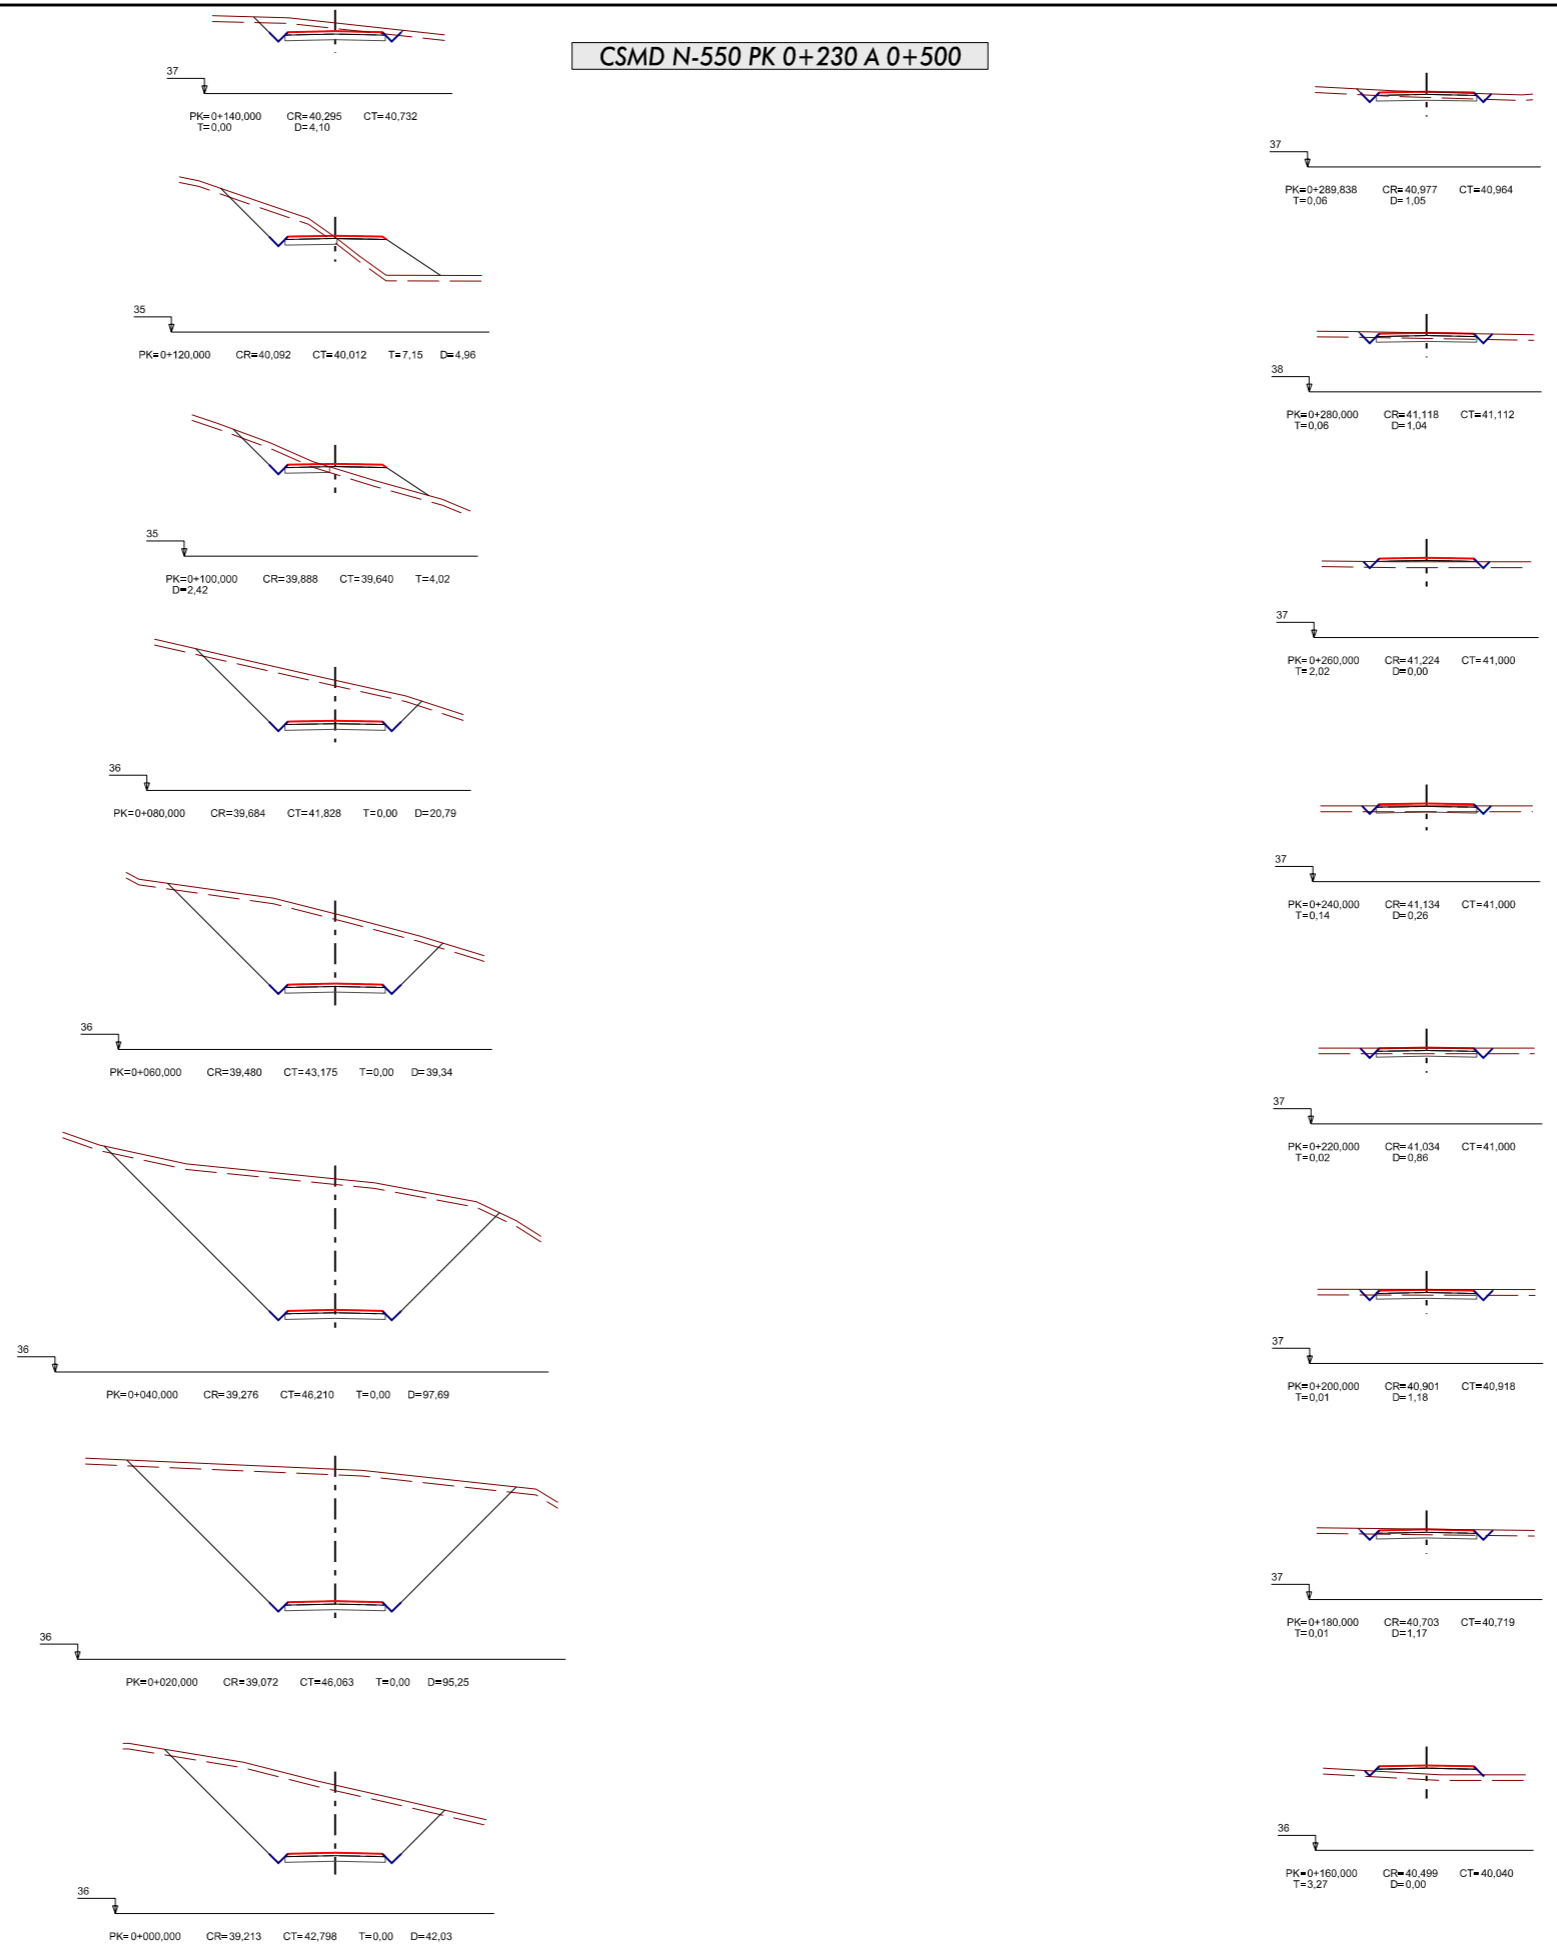 CSMD N-550 PK 0+230 A 0+500
37
PK=0+140,000 CR=40,295 CT=40,732
T=0,00 D=4,10
35
PK=0+120,000 CR=40,092 CT=40,012 T=7,15 D=4,96
35
PK=0+100,000 CR=39,888 CT=39,640 T=4,02
D=2,42
36
PK=0+080,000 CR=39,684 CT=41,828 T=0,00 D=20,79
36
PK=0+060,000 CR=39,480 CT=43,175 T=0,00 D=39,34
36
PK=0+040,000 CR=39,276 CT=46,210 T=0,00 D=97,69
36
PK=0+020,000 CR=39,072 CT=46,063 T=0,00 D=95,25
36
PK=0+000,000 CR=39,213 CT=42,798 T=0,00 D=42,03
37
PK=0+289,838 CR=40,977 CT=40,964
T=0,06 D=1,05
38
PK=0+280,000 CR=41,118 CT=41,112
T=0,06 D=1,04
37
PK=0+260,000 CR=41,224 CT=41,000
T=2,02 D=0,00
37
PK=0+240,000 CR=41,134 CT=41,000
T=0,14 D=0,26
37
PK=0+220,000 CR=41,034 CT=41,000
T=0,02 D=0,86
37
PK=0+200,000 CR=40,901 CT=40,918
T=0,01 D=1,18
37
PK=0+180,000 CR=40,703 CT=40,719
T=0,01 D=1,17
36
PK=0+160,000 CR=40,499 CT=40,040
T=3,27 D=0,00